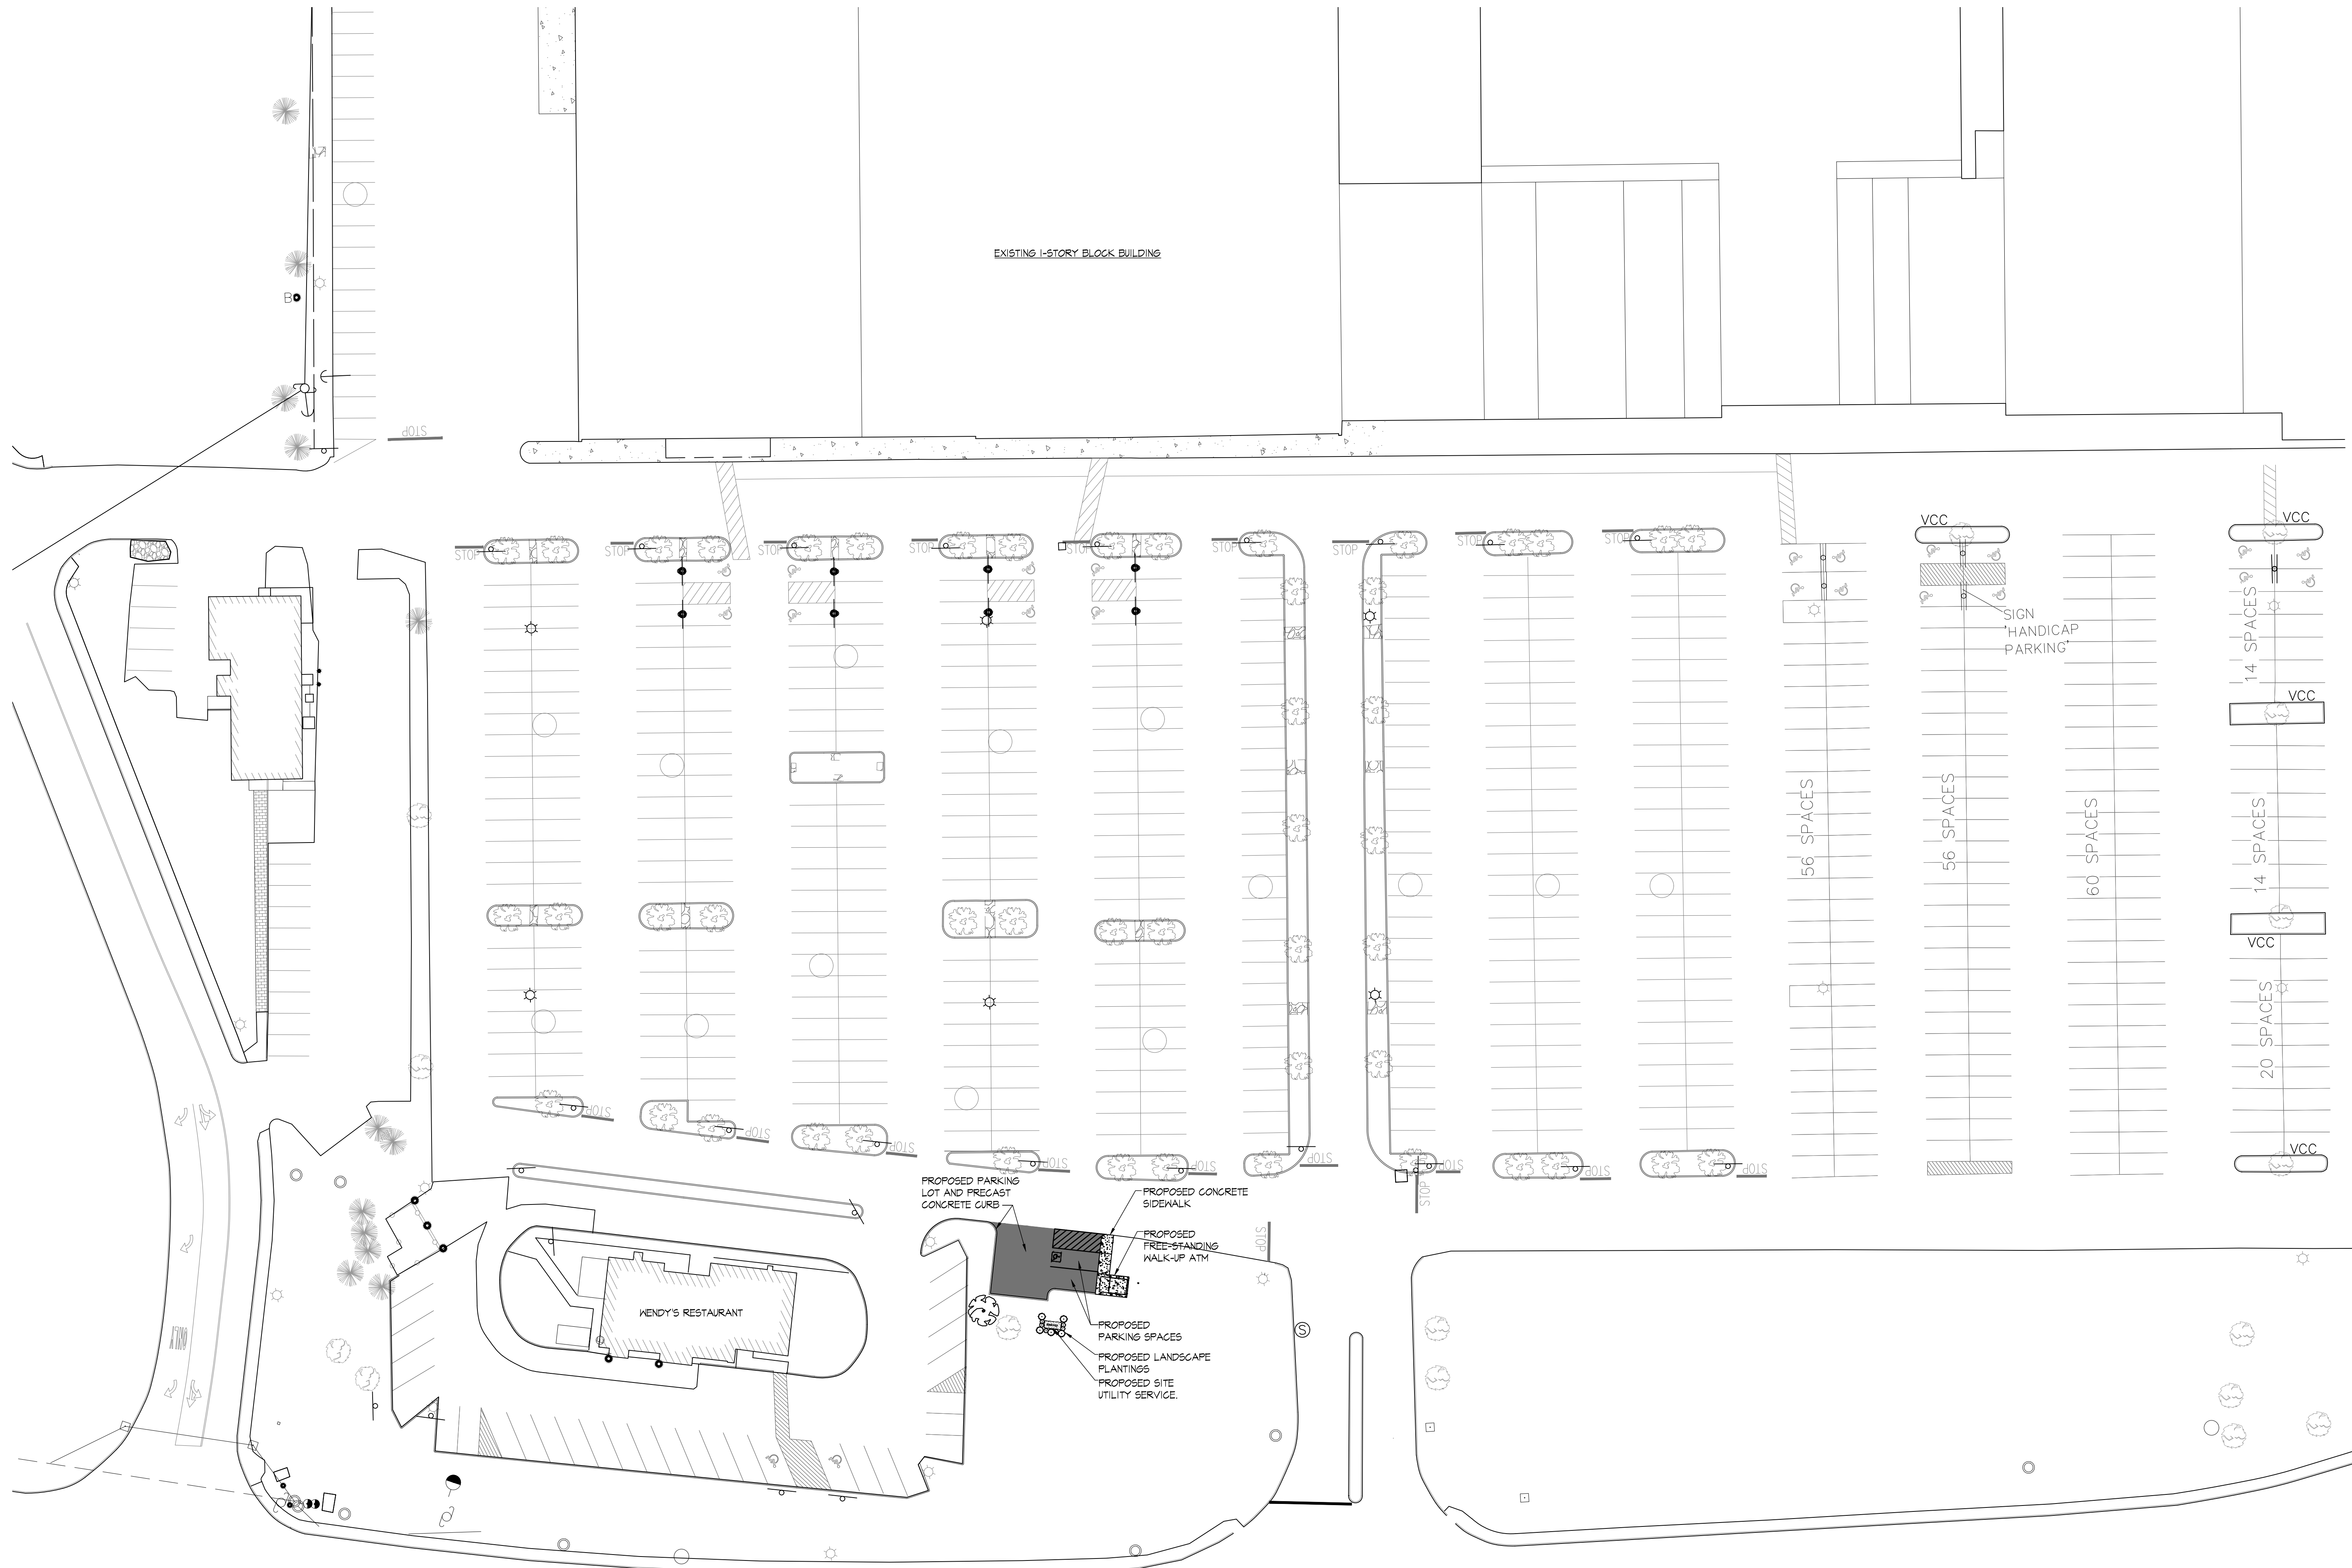 EXISTING 1-STORY BLOCK BUILDING
B
STOP
STOP
STOP
STOP
STOP
STOP
STOP
STOP
STOP
STOP
VCC
VCC
SIGN
"HANDICAP
PARKING"
14 SPACES
VCC
56 SPACES
56 SPACES
60 SPACES
14 SPACES
VCC
20 SPACES
STOP
STOP
STOP
STOP
STOP
STOP
STOP
STOP
STOP
STOP
VCC
PROPOSED PARKING
LOT AND PRECAST
CONCRETE CURB
PROPOSED CONCRETE
SIDEWALK
PROPOSED
FREE-STANDING
WALK-UP ATM
STOP
WENDY'S RESTAURANT
PROPOSED
PARKING SPACES
PROPOSED LANDSCAPE
PLANTINGS
PROPOSED SITE
UTILITY SERVICE.
S
ONLY